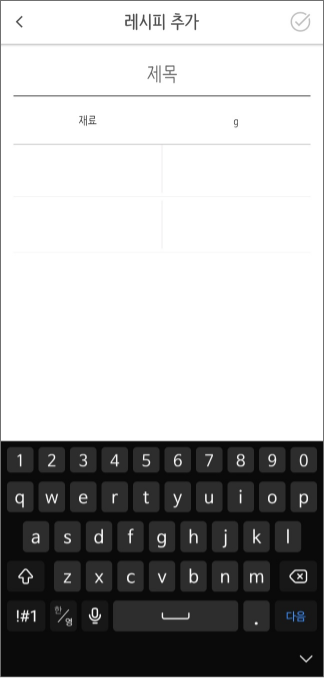 레시피 추가
제목
재료 g
1 2 3 4 5 6 7 8 9 0
q w e r t y u i o p
a s d f g h j k l
z x c v b n m
!#1 한/영 . 다음